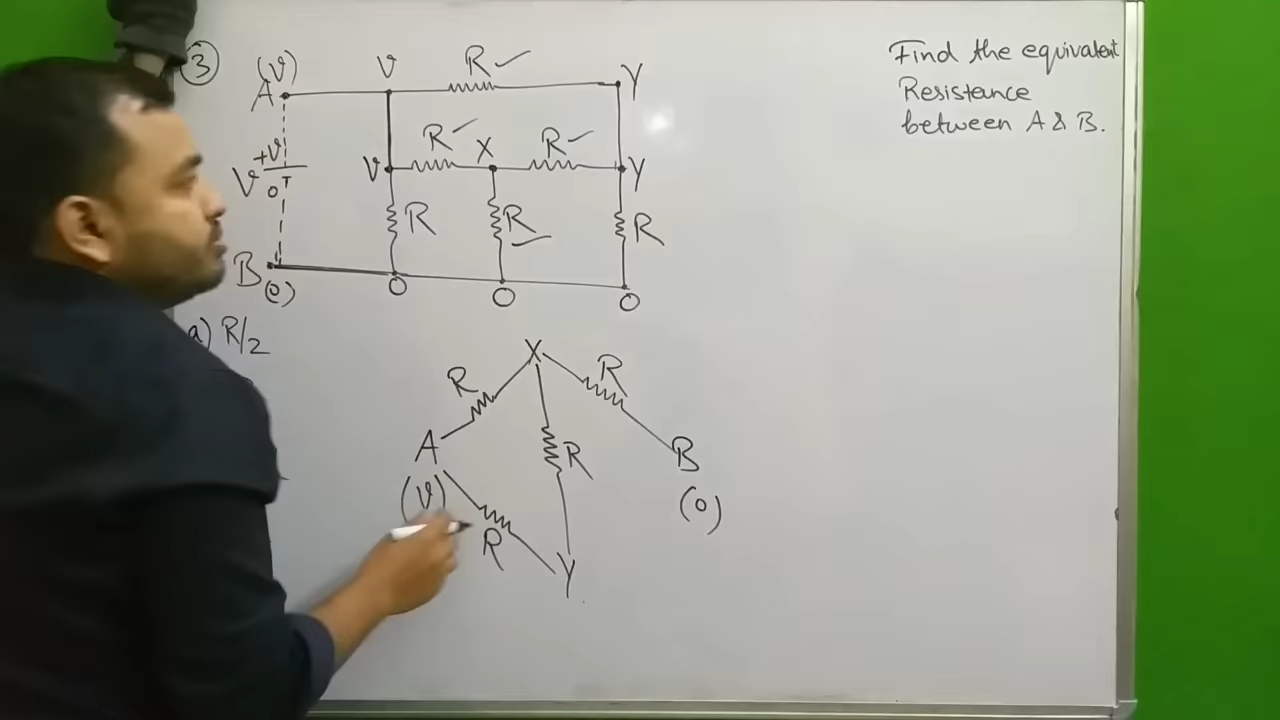 3
Find the equivalent
Resistance
between A & B.
(V)
A
V
R
Y
+V
V
0
V
R
X
R
Y
R
R
R
B
(0)
0
0
0
a) R/2
X
R
R
A
(V)
R
B
(0)
R
Y